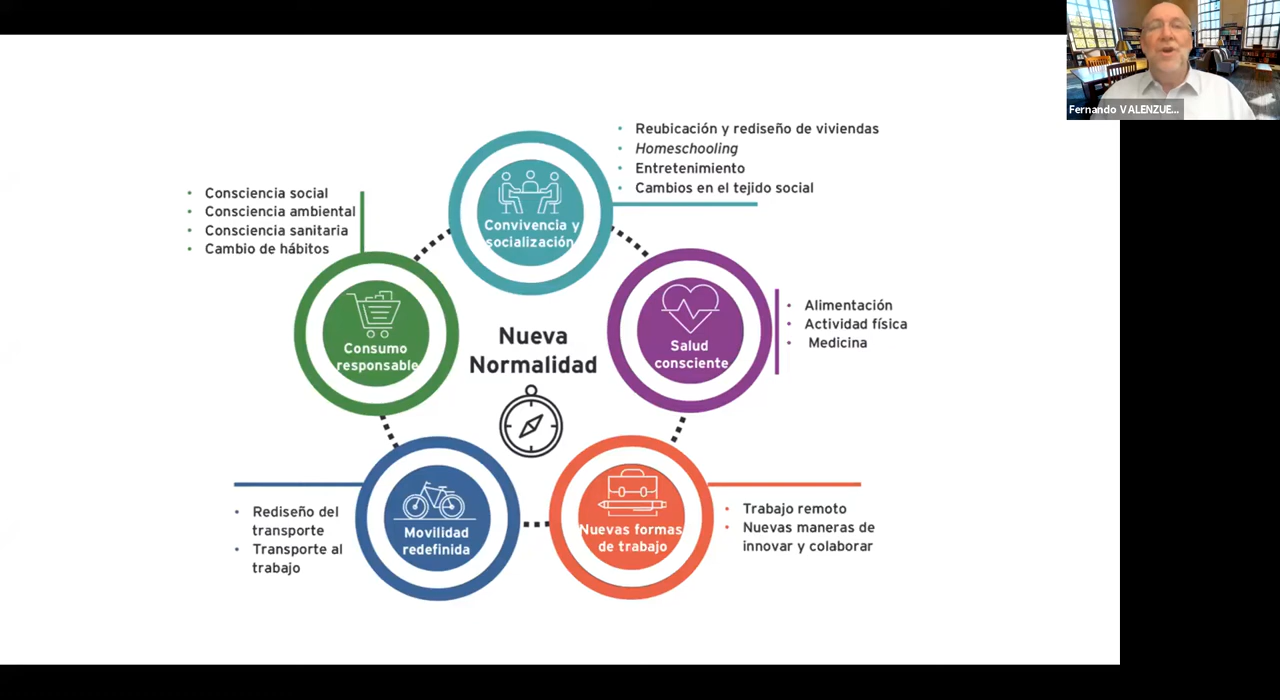 Fernando VALENZUE...
Reubicación y rediseño de viviendas
Homeschooling
Entretenimiento
Cambios en el tejido social
Consciencia social
Consciencia ambiental
Consciencia sanitaria
Cambio de hábitos
Convivencia y
socialización
Alimentación
Actividad física
Medicina
Salud
consciente
Nueva
Normalidad
Consumo
responsable
Trabajo remoto
Nuevas maneras de
innovar y colaborar
Nuevas formas
de trabajo
Movilidad
redefinida
Rediseño del
transporte
Transporte al
trabajo